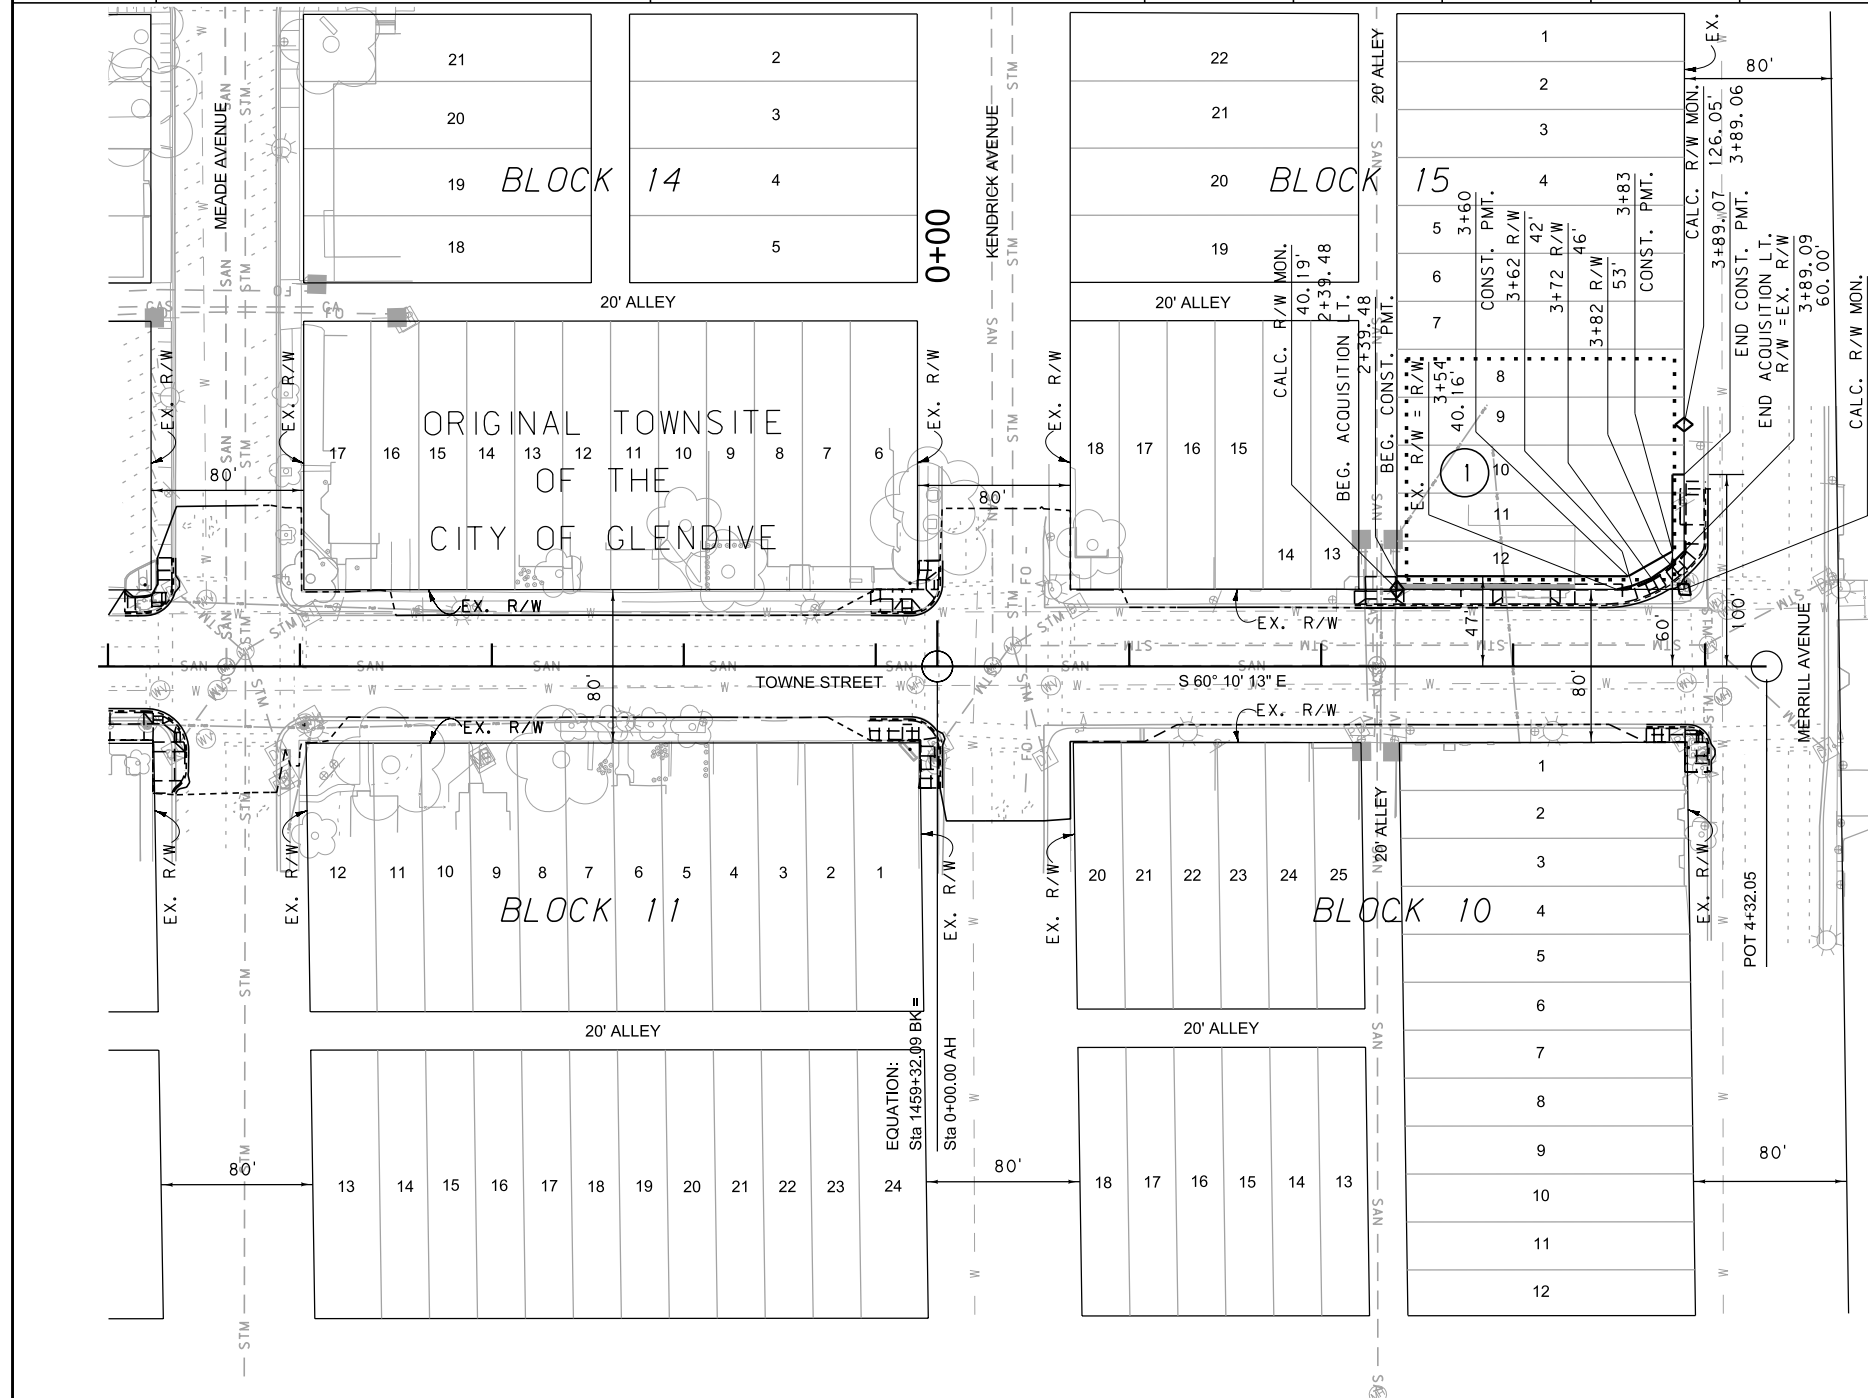 MEADE AVENUE
KENDRICK AVENUE
MERRILL AVENUE
TOWNE STREET
S 60° 10' 13" E
0+00
BLOCK 14
21
20
19
18
2
3
4
5
20' ALLEY
ORIGINAL TOWNSITE
OF THE
CITY OF GLENDIVE
17 16 15 14 13 12 11 10 9 8 7 6
BLOCK 15
22
21
20
19
20' ALLEY
18 17 16 15 14 13
20' ALLEY
1
2
3
4
5
6
7
8
9
10
11
12
1
CALC. R/W MON.
40.19'
2+39.48
BEG. ACQUISITION LT.
2+39.48
BEG. CONST. PMT.
EX. R/W = R/W
3+54
40.16'
3+60
CONST. PMT.
3+62 R/W
42'
3+72 R/W
46'
3+82 R/W
53'
3+83
CONST. PMT.
CALC. R/W MON.
126.05'
3+89.06
3+89.07
END CONST. PMT.
END ACQUISITION LT.
R/W =EX. R/W
3+89.09
60.00'
CALC. R/W MON.
EX.
80'
EX. R/W
EX. R/W
EX. R/W
EX. R/W
80'
80'
EX. R/W
EX. R/W
80'
47'
80'
60'
100'
EX. R/W
EX. R/W
EX. R/W
EX. R/W
EX. R/W
EX. R/W
EX. R/W
BLOCK 11
12 11 10 9 8 7 6 5 4 3 2 1
20' ALLEY
13 14 15 16 17 18 19 20 21 22 23 24
EQUATION:
Sta 1459+32.09 BK =
Sta 0+00.00 AH
BLOCK 10
20 21 22 23 24 25
20' ALLEY
20' ALLEY
18 17 16 15 14 13
1
2
3
4
5
6
7
8
9
10
11
12
POT 4+32.05
80'
80'
80'
SAN
STM
W
GAS
FO